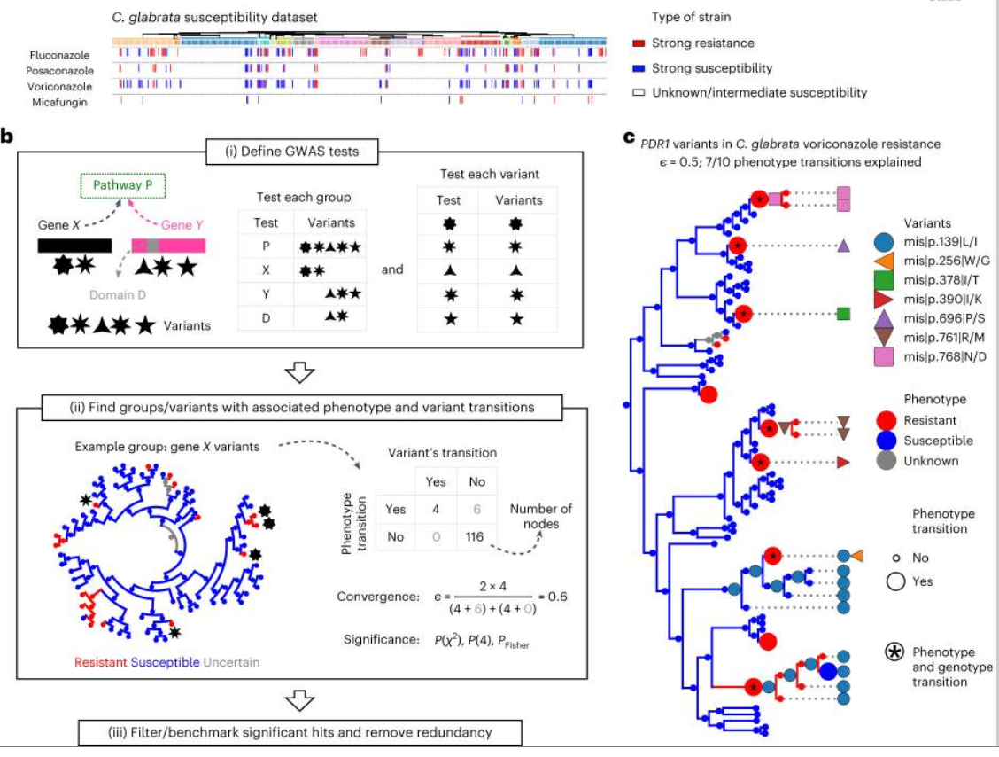 C. glabrata susceptibility dataset
Fluconazole
Posaconazole
Voriconazole
Micafungin
Type of strain
Strong resistance
Strong susceptibility
Unknown/intermediate susceptibility
b
(i) Define GWAS tests
Pathway P
Gene X
Gene Y
Domain D
Variants
Test each group
Test Variants
P
X
Y
D
and
Test each variant
Test Variants
(ii) Find groups/variants with associated phenotype and variant transitions
Example group: gene X variants
Resistant Susceptible Uncertain
Variant's transition
Yes No
Phenotype
transition
Yes 4 6
No 0 116
Number of
nodes
Convergence: ϵ = 2 × 4 / (4 + 6) + (4 + 0) = 0.6
Significance: P(χ²), P(4), P Fisher
(iii) Filter/benchmark significant hits and remove redundancy
c
PDR1 variants in C. glabrata voriconazole resistance
ϵ = 0.5; 7/10 phenotype transitions explained
Variants
mis|p.139|L/I
mis|p.256|W/G
mis|p.378|I/T
mis|p.390|I/K
mis|p.696|P/S
mis|p.761|R/M
mis|p.768|N/D
Phenotype
Resistant
Susceptible
Unknown
Phenotype
transition
No
Yes
Phenotype
and genotype
transition